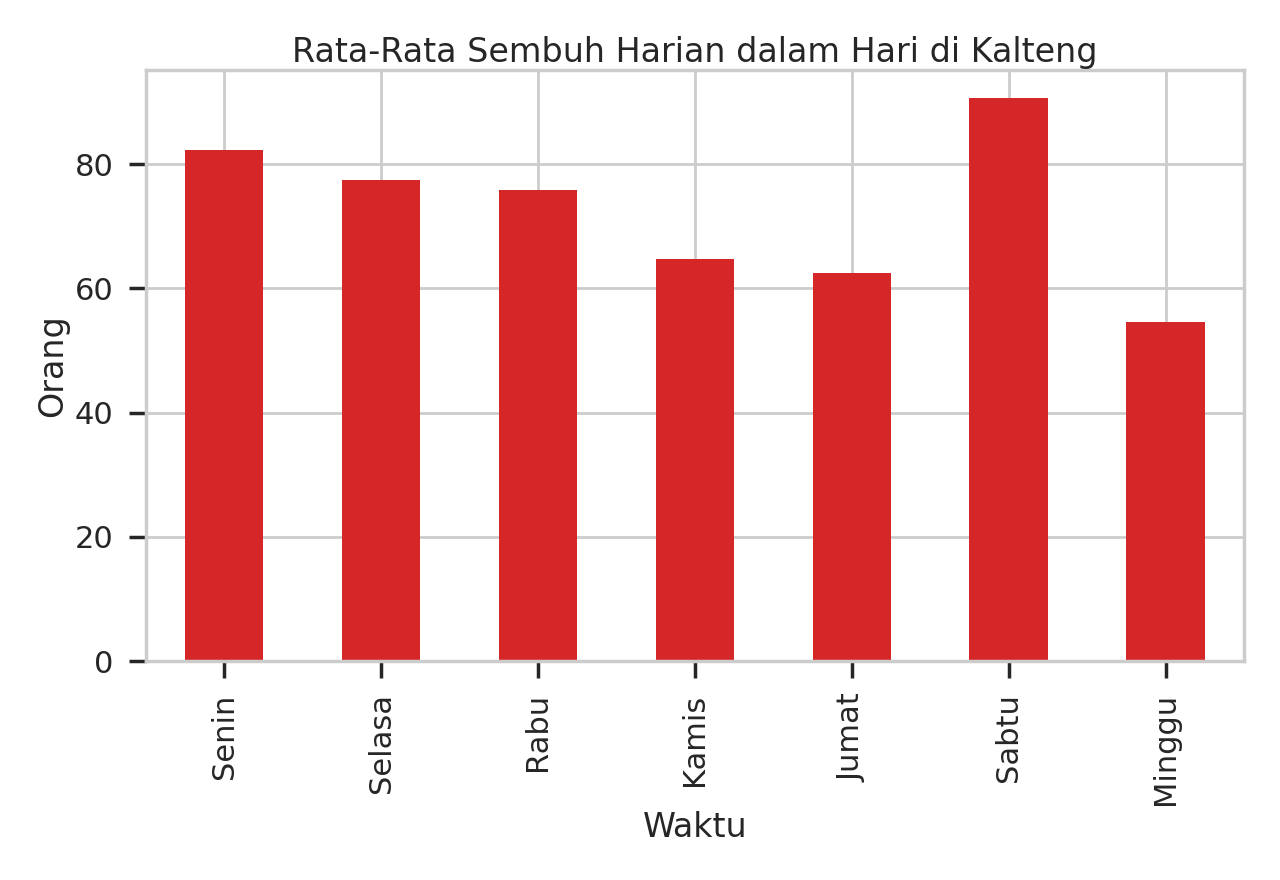 Rata-Rata Sembuh Harian dalam Hari di Kalteng
Orang
80
60
40
20
0
Senin
Selasa
Rabu
Kamis
Jumat
Sabtu
Minggu
Waktu